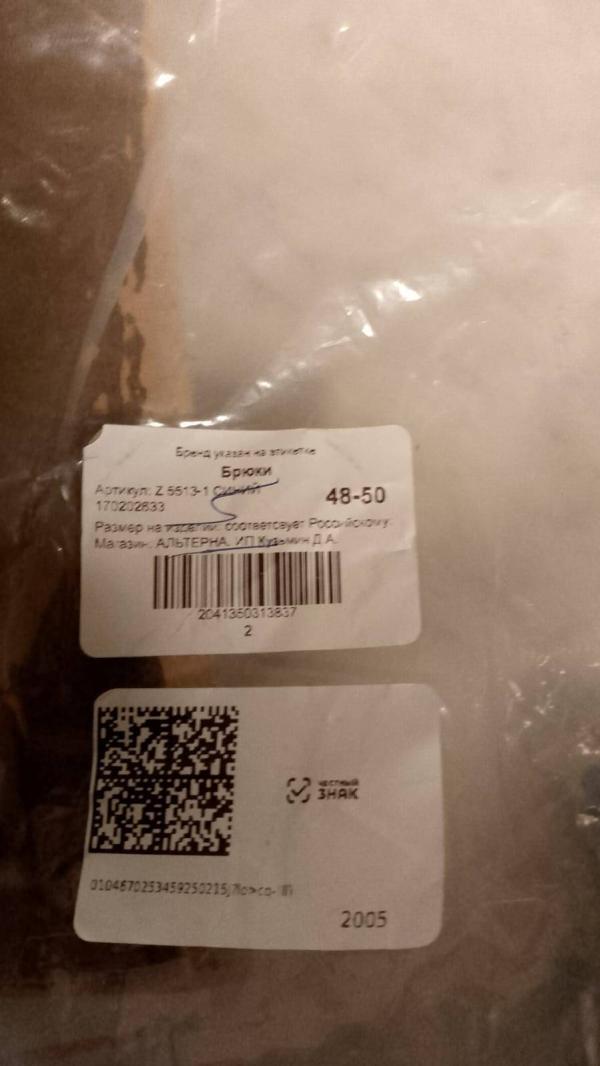 Бренд указан на этикетке
Брюки
Артикул: Z 5513-1 СИНИЙ
48-50
170202633
Размер на изделии: соответсвует Российскому.
Магазин: АЛЬТЕРНА, ИП Кузьмин Д.А.
2041350313837
2
ЧЕСТНЫЙ
ЗНАК
2005